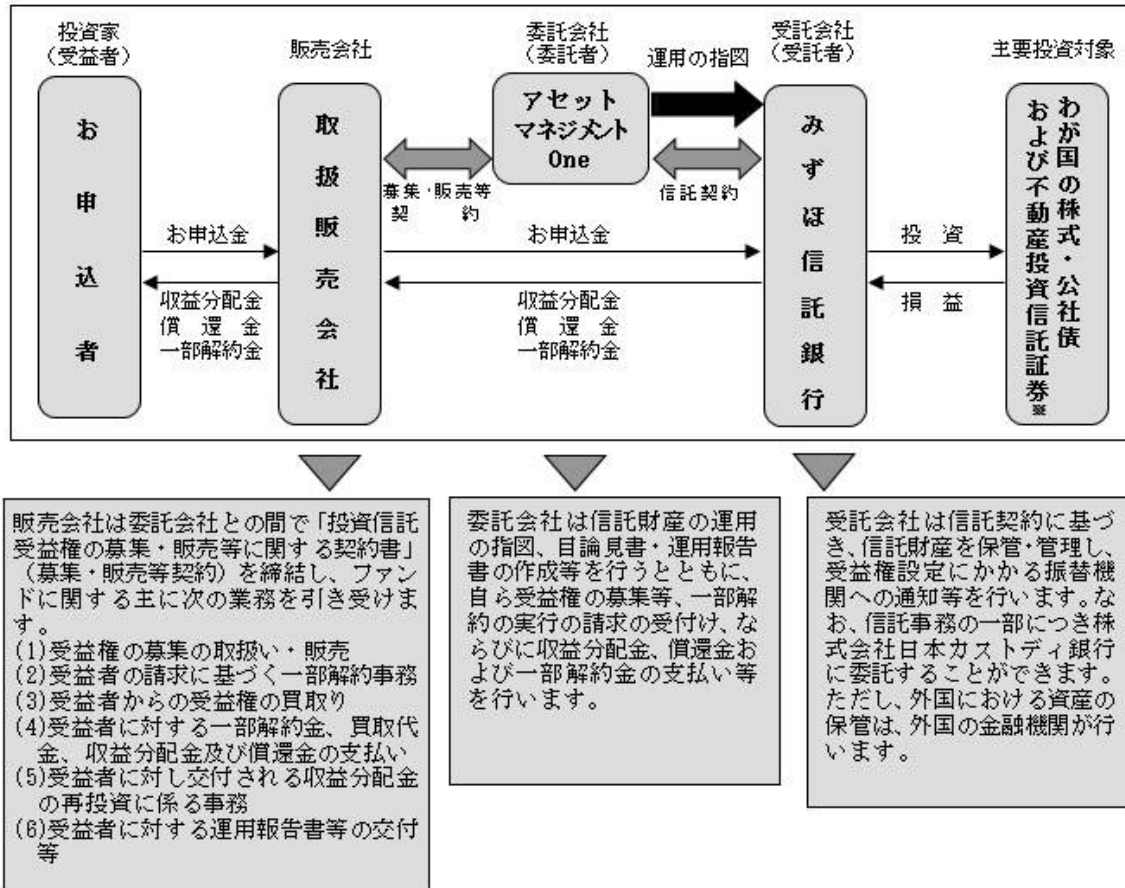 投資家
（受益者）
販売会社
委託会社
（委託者）
運用の指図
受託会社
（受託者）
主要投資対象
お申込者
取扱販売会社
アセット
マネジメント
One
みずほ信託銀行
わが国の株式・公社債
および不動産投資信託証券※
募集・販売等
契　　　約
信託契約
お申込金
収益分配金
償　還　金
一部解約金
お申込金
収益分配金
償　還　金
一部解約金
投　資
損　益
販売会社は委託会社との間で「投資信託
受益権の募集・販売等に関する契約書」
（募集・販売等契約）を締結し、ファン
ドに関する主に次の業務を引き受けま
す。
(1)受益権の募集の取扱い・販売
(2)受益者の請求に基づく一部解約事務
(3)受益者からの受益権の買取り
(4)受益者に対する一部解約金、買取代
金、収益分配金及び償還金の支払い
(5)受益者に対し交付される収益分配金
の再投資に係る事務
(6)受益者に対する運用報告書等の交付
等
委託会社は信託財産の運用
の指図、目論見書・運用報告
書の作成等を行うとともに、
自ら受益権の募集等、一部解
約の実行の請求の受付け、な
らびに収益分配金、償還金お
よび一部解約金の支払い等
を行います。
受託会社は信託契約に基づ
き、信託財産を保管・管理し、
受益権設定にかかる振替機
関への通知等を行います。な
お、信託事務の一部につき株
式会社日本カストディ銀行
に委託することができます。
ただし、外国における資産の
保管は、外国の金融機関が行
います。